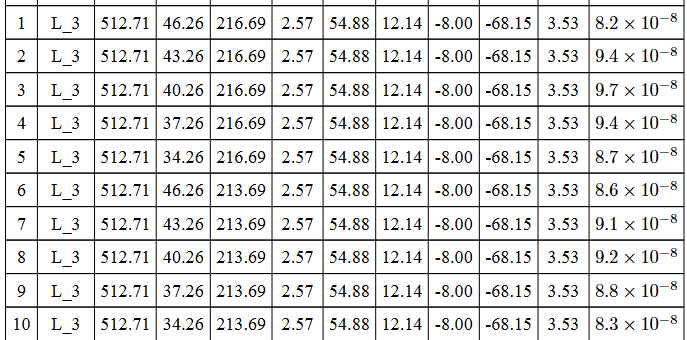 1 L_3 512.71 46.26 216.69 2.57 54.88 12.14 -8.00 -68.15 3.53 8.2 × 10⁻⁸
2 L_3 512.71 43.26 216.69 2.57 54.88 12.14 -8.00 -68.15 3.53 9.4 × 10⁻⁸
3 L_3 512.71 40.26 216.69 2.57 54.88 12.14 -8.00 -68.15 3.53 9.7 × 10⁻⁸
4 L_3 512.71 37.26 216.69 2.57 54.88 12.14 -8.00 -68.15 3.53 9.4 × 10⁻⁸
5 L_3 512.71 34.26 216.69 2.57 54.88 12.14 -8.00 -68.15 3.53 8.7 × 10⁻⁸
6 L_3 512.71 46.26 213.69 2.57 54.88 12.14 -8.00 -68.15 3.53 8.6 × 10⁻⁸
7 L_3 512.71 43.26 213.69 2.57 54.88 12.14 -8.00 -68.15 3.53 9.1 × 10⁻⁸
8 L_3 512.71 40.26 213.69 2.57 54.88 12.14 -8.00 -68.15 3.53 9.2 × 10⁻⁸
9 L_3 512.71 37.26 213.69 2.57 54.88 12.14 -8.00 -68.15 3.53 8.8 × 10⁻⁸
10 L_3 512.71 34.26 213.69 2.57 54.88 12.14 -8.00 -68.15 3.53 8.3 × 10⁻⁸